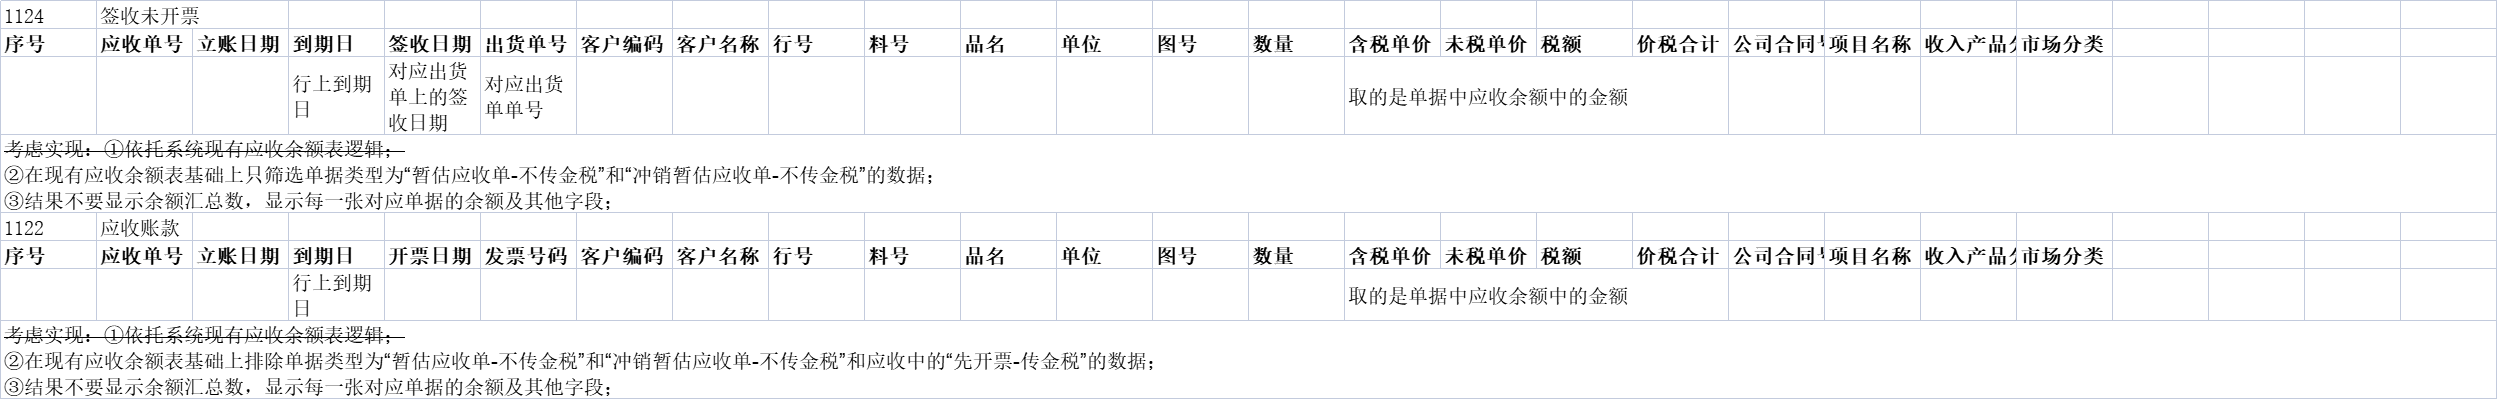 1124 签收未开票
序号 应收单号 立账日期 到期日 签收日期 出货单号 客户编码 客户名称 行号 料号 品名 单位 图号 数量 含税单价 未税单价 税额 价税合计 公司合同 项目名称 收入产品 市场分类
行上到期日 对应出货单上的签收日期 对应出货单单号 取的是单据中应收余额中的金额
考虑实现：①依托系统现有应收余额表逻辑；
②在现有应收余额表基础上只筛选单据类型为“暂估应收单-不传金税”和“冲销暂估应收单-不传金税”的数据；
③结果不要显示余额汇总数，显示每一张对应单据的余额及其他字段；
1122 应收账款
序号 应收单号 立账日期 到期日 开票日期 发票号码 客户编码 客户名称 行号 料号 品名 单位 图号 数量 含税单价 未税单价 税额 价税合计 公司合同 项目名称 收入产品 市场分类
行上到期日 取的是单据中应收余额中的金额
考虑实现：①依托系统现有应收余额表逻辑；
②在现有应收余额表基础上排除单据类型为“暂估应收单-不传金税”和“冲销暂估应收单-不传金税”和应收中的“先开票-传金税”的数据；
③结果不要显示余额汇总数，显示每一张对应单据的余额及其他字段；